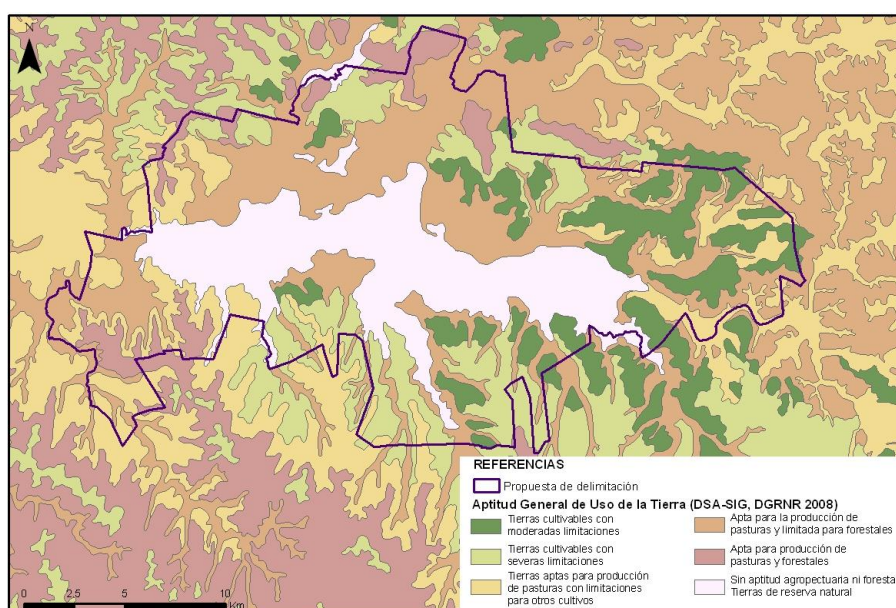 N
REFERENCIAS
Propuesta de delimitación
Aptitud General de Uso de la Tierra (DSA-SIG, DGRNR 2008)
Tierras cultivables con
moderadas limitaciones
Tierras cultivables con
severas limitaciones
Tierras aptas para producción
de pasturas con limitaciones
para otros cultivos
Apta para la producción de
pasturas y limitada para forestales
Apta para producción de
pasturas y forestales
Sin aptitud agropectuaria ni foresta
Tierras de reserva natural
0 2.5 5 10
Km